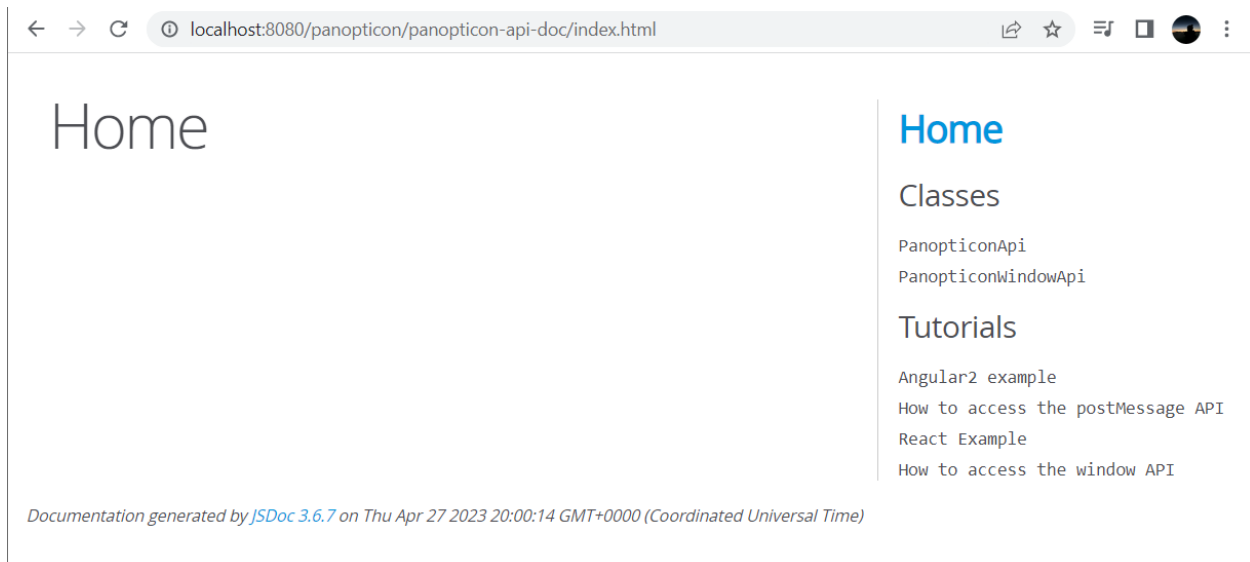 localhost:8080/panopticon/panopticon-api-doc/index.html
Home
Home
Classes
PanopticonApi
PanopticonWindowApi
Tutorials
Angular2 example
How to access the postMessage API
React Example
How to access the window API
Documentation generated by JSDoc 3.6.7 on Thu Apr 27 2023 20:00:14 GMT+0000 (Coordinated Universal Time)